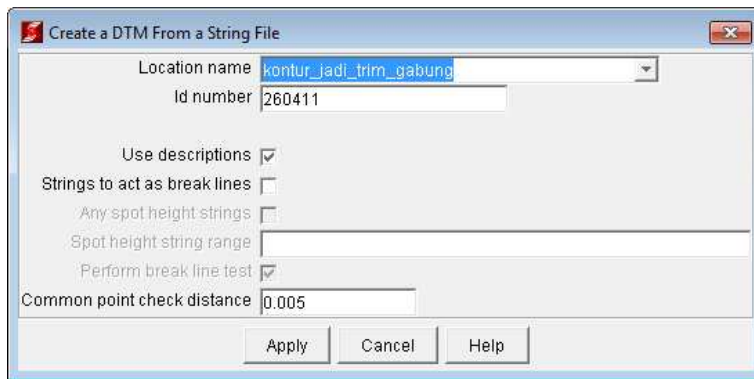 Create a DTM From a String File
Location name kontur_jadi_trim_gabung
Id number 260411
Use descriptions
Strings to act as break lines
Any spot height strings
Spot height string range
Perform break line test
Common point check distance 0.005
Apply Cancel Help